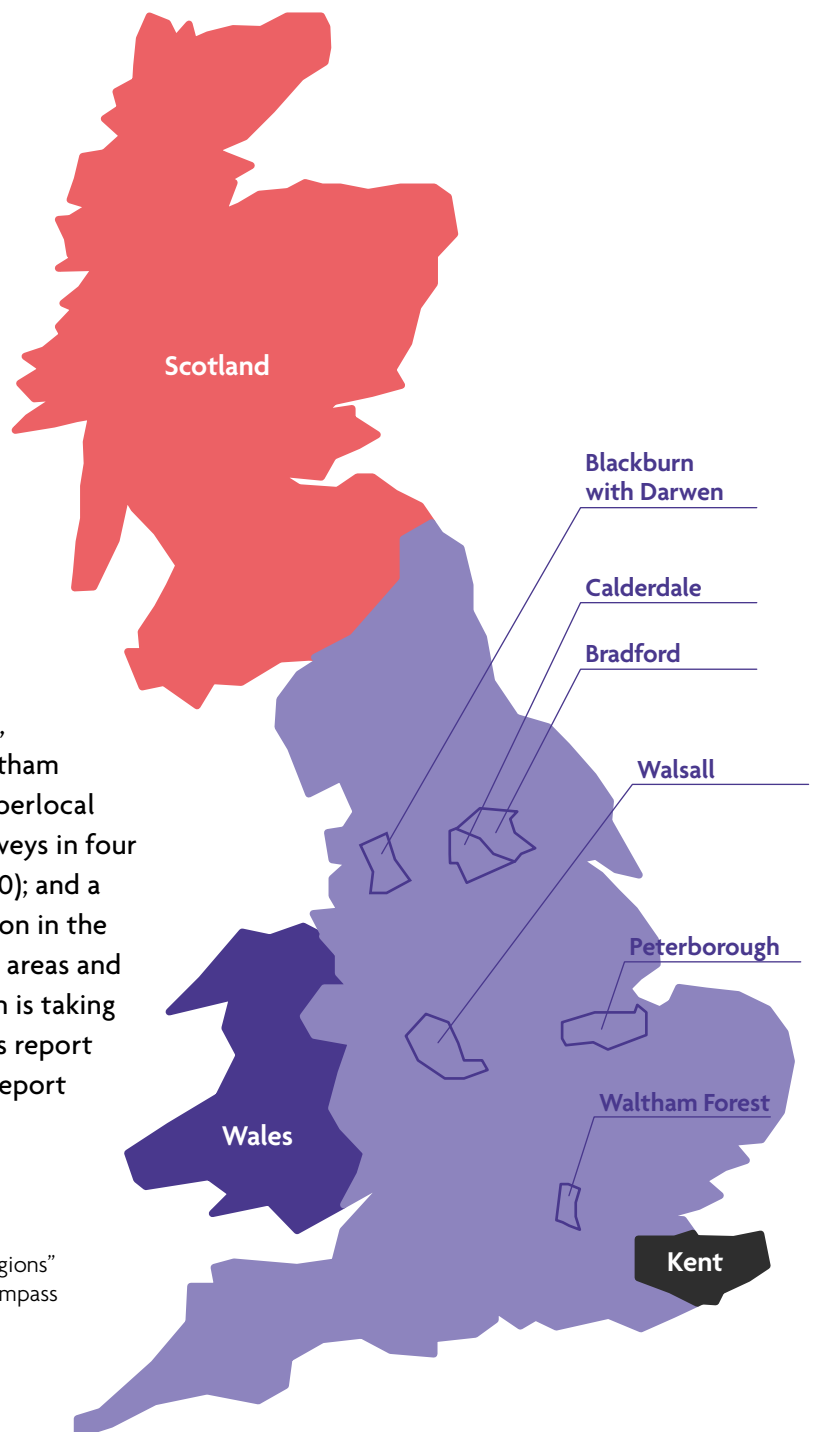 Scotland
Blackburn
with Darwen
Calderdale
Bradford
Walsall
Peterborough
Waltham Forest
Wales
Kent
,
tham
perlocal
veys in four
0); and a
on in the
areas and
n is taking
s report
eport
gions”
mpass